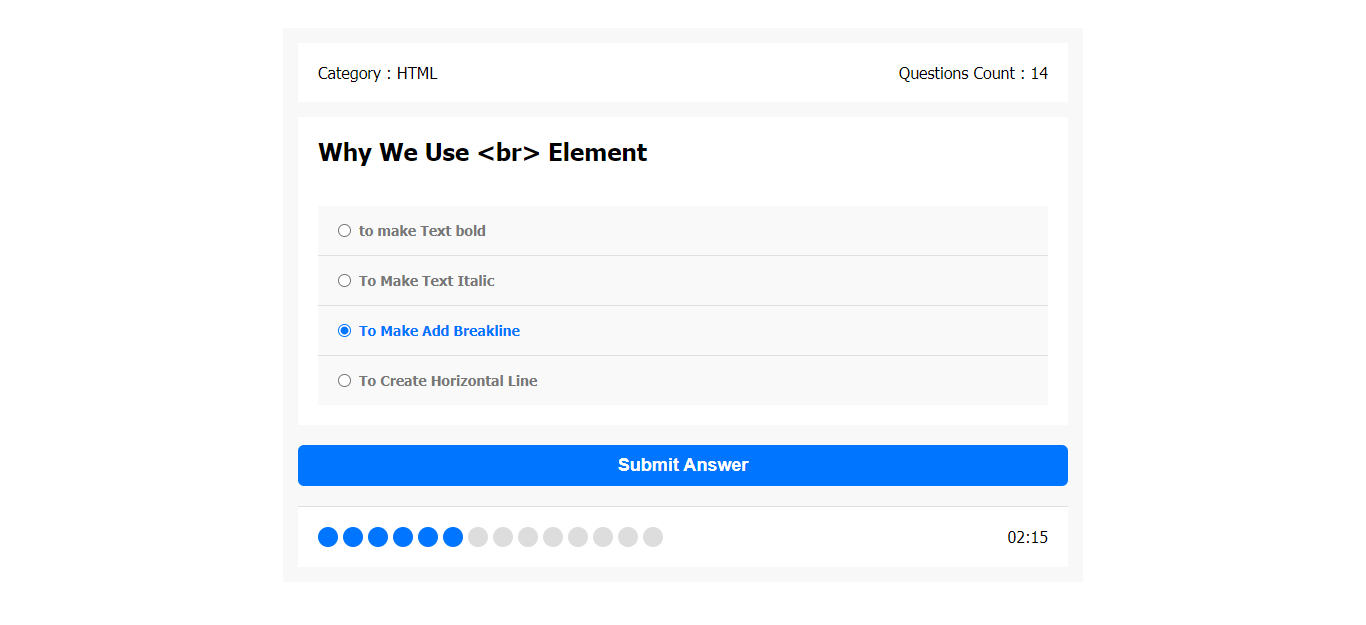 Category : HTML
Questions Count : 14
Why We Use <br> Element
to make Text bold
To Make Text Italic
To Make Add Breakline
To Create Horizontal Line
Submit Answer
02:15